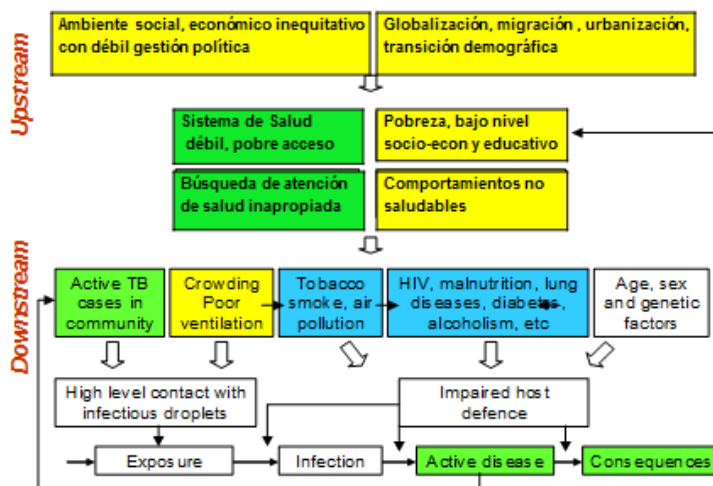 Upstream
Ambiente social, económico inequitativo
con débil gestión política
Globalización, migración , urbanización,
transición demográfica
Sistema de Salud
débil, pobre acceso
Pobreza, bajo nivel
socio-econ y educativo
Búsqueda de atención
de salud inapropiada
Comportamientos no
saludables
Downstream
Active TB
cases in
community
Crowding
Poor
ventilation
Tobacco
smoke, air
pollution
HIV, malnutrition, lung
diseases, diabetes,
alcoholism, etc
Age, sex
and genetic
factors
High level contact with
infectious droplets
Impaired host
defence
Exposure
Infection
Active disease
Consequences